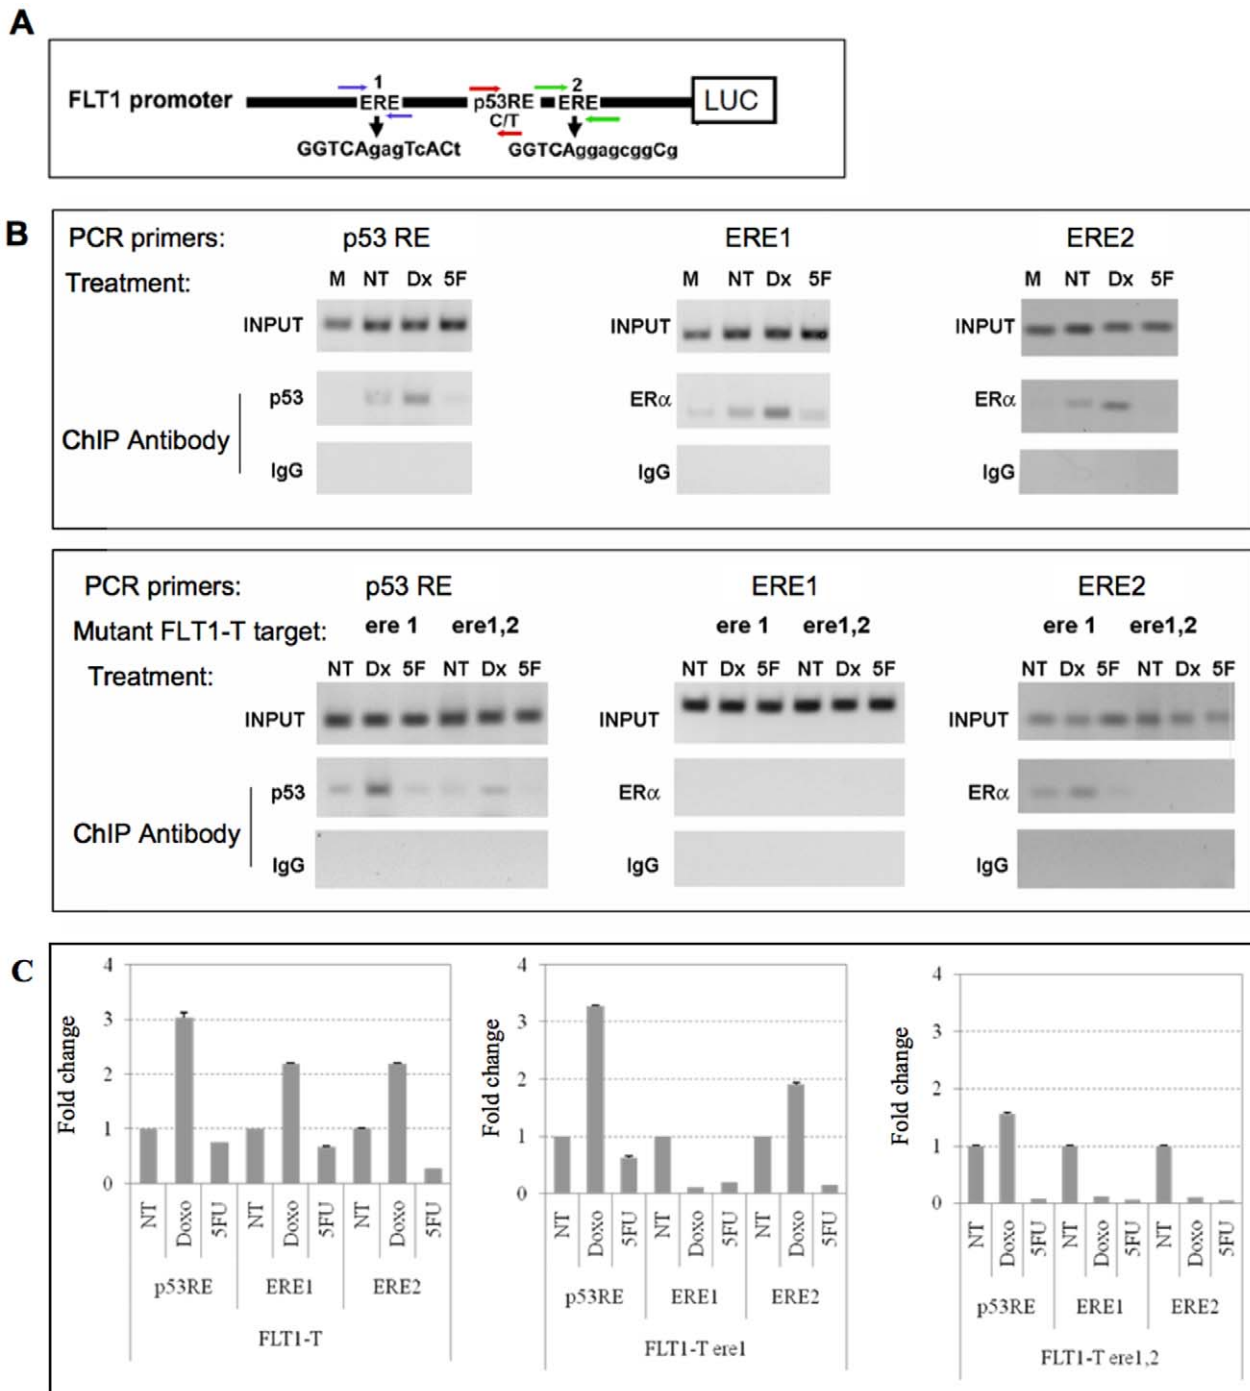 A
1 2
FLT1 promoter ERE p53RE ERE LUC
C/T
GGTCAgagTcACt GGTCAggagcggCg
B
PCR primers: p53 RE ERE1 ERE2
Treatment: M NT Dx 5F M NT Dx 5F M NT Dx 5F
INPUT INPUT INPUT
p53 ERα ERα
ChIP Antibody
IgG IgG IgG
PCR primers: p53 RE ERE1 ERE2
Mutant FLT1-T target: ere 1 ere1,2 ere 1 ere1,2 ere 1 ere1,2
Treatment: NT Dx 5F NT Dx 5F NT Dx 5F NT Dx 5F NT Dx 5F NT Dx 5F
INPUT INPUT INPUT
p53 ERα ERα
ChIP Antibody
IgG IgG IgG
C
Fold change
4
3
2
1
0
NT Doxo 5FU NT Doxo 5FU NT Doxo 5FU
p53RE ERE1 ERE2
FLT1-T
Fold change
4
3
2
1
0
NT Doxo 5FU NT Doxo 5FU NT Doxo 5FU
p53RE ERE1 ERE2
FLT1-T ere1
Fold change
4
3
2
1
0
NT Doxo 5FU NT Doxo 5FU NT Doxo 5FU
p53RE ERE1 ERE2
FLT1-T ere1,2